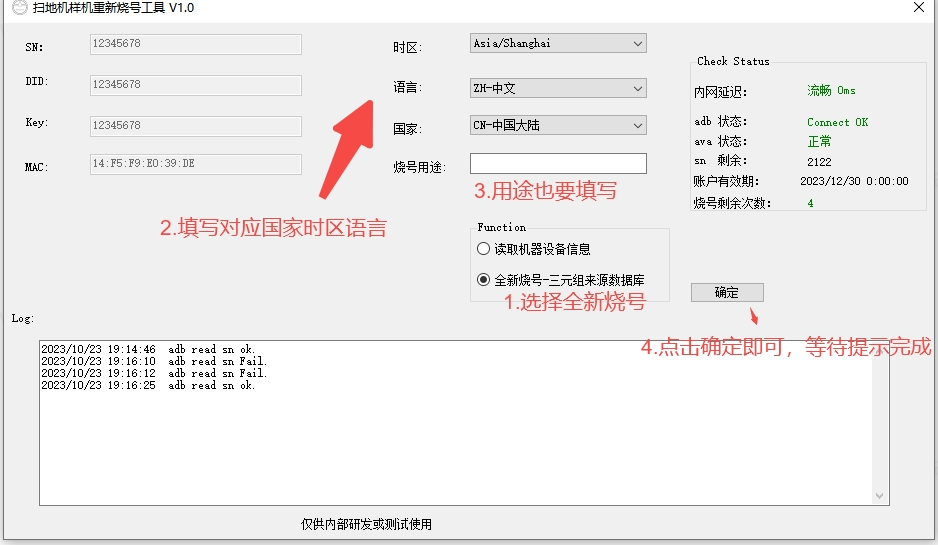 扫地机样机重新烧号工具 V1.0
SN: 12345678
DID: 12345678
Key: 12345678
MAC: 14:F5:F9:E0:39:DE
时区: Asia/Shanghai
语言: ZH-中文
国家: CN-中国大陆
烧号用途:
2.填写对应国家时区语言
3.用途也要填写
Check Status
内网延迟: 流畅 0ms
adb 状态: Connect OK
ava 状态: 正常
sn 剩余: 2122
账户有效期: 2023/12/30 0:00:00
烧号剩余次数: 4
Function
读取机器设备信息
全新烧号-三元组来源数据库
1.选择全新烧号
确定
4.点击确定即可，等待提示完成
Log:
2023/10/23 19:14:46 adb read sn ok.
2023/10/23 19:16:10 adb read sn Fail.
2023/10/23 19:16:12 adb read sn Fail.
2023/10/23 19:16:25 adb read sn ok.
仅供内部研发或测试使用